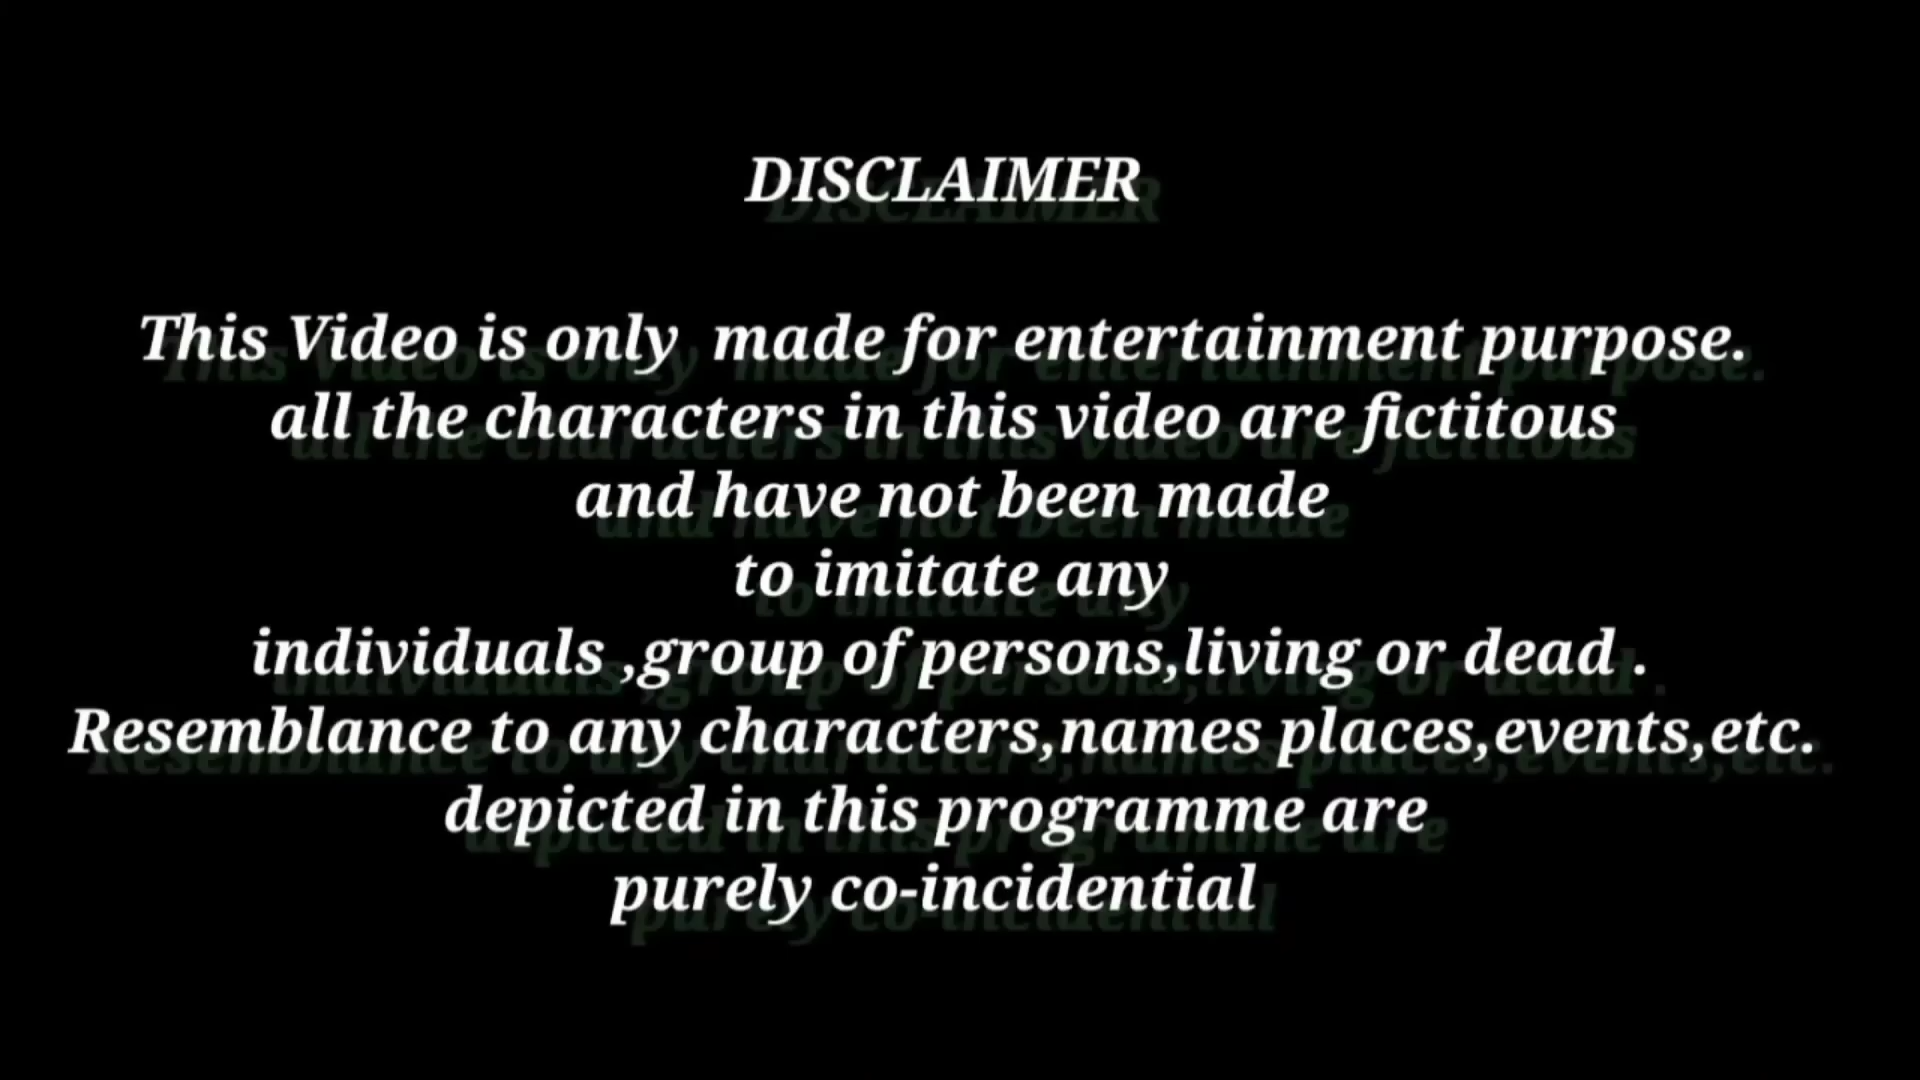 DISCLAIMER
This Video is only  made for entertainment purpose.
all the characters in this video are fictitous
and have not been made
to imitate any
individuals ,group of persons,living or dead .
Resemblance to any characters,names places,events,etc.
depicted in this programme are
purely co-incidential